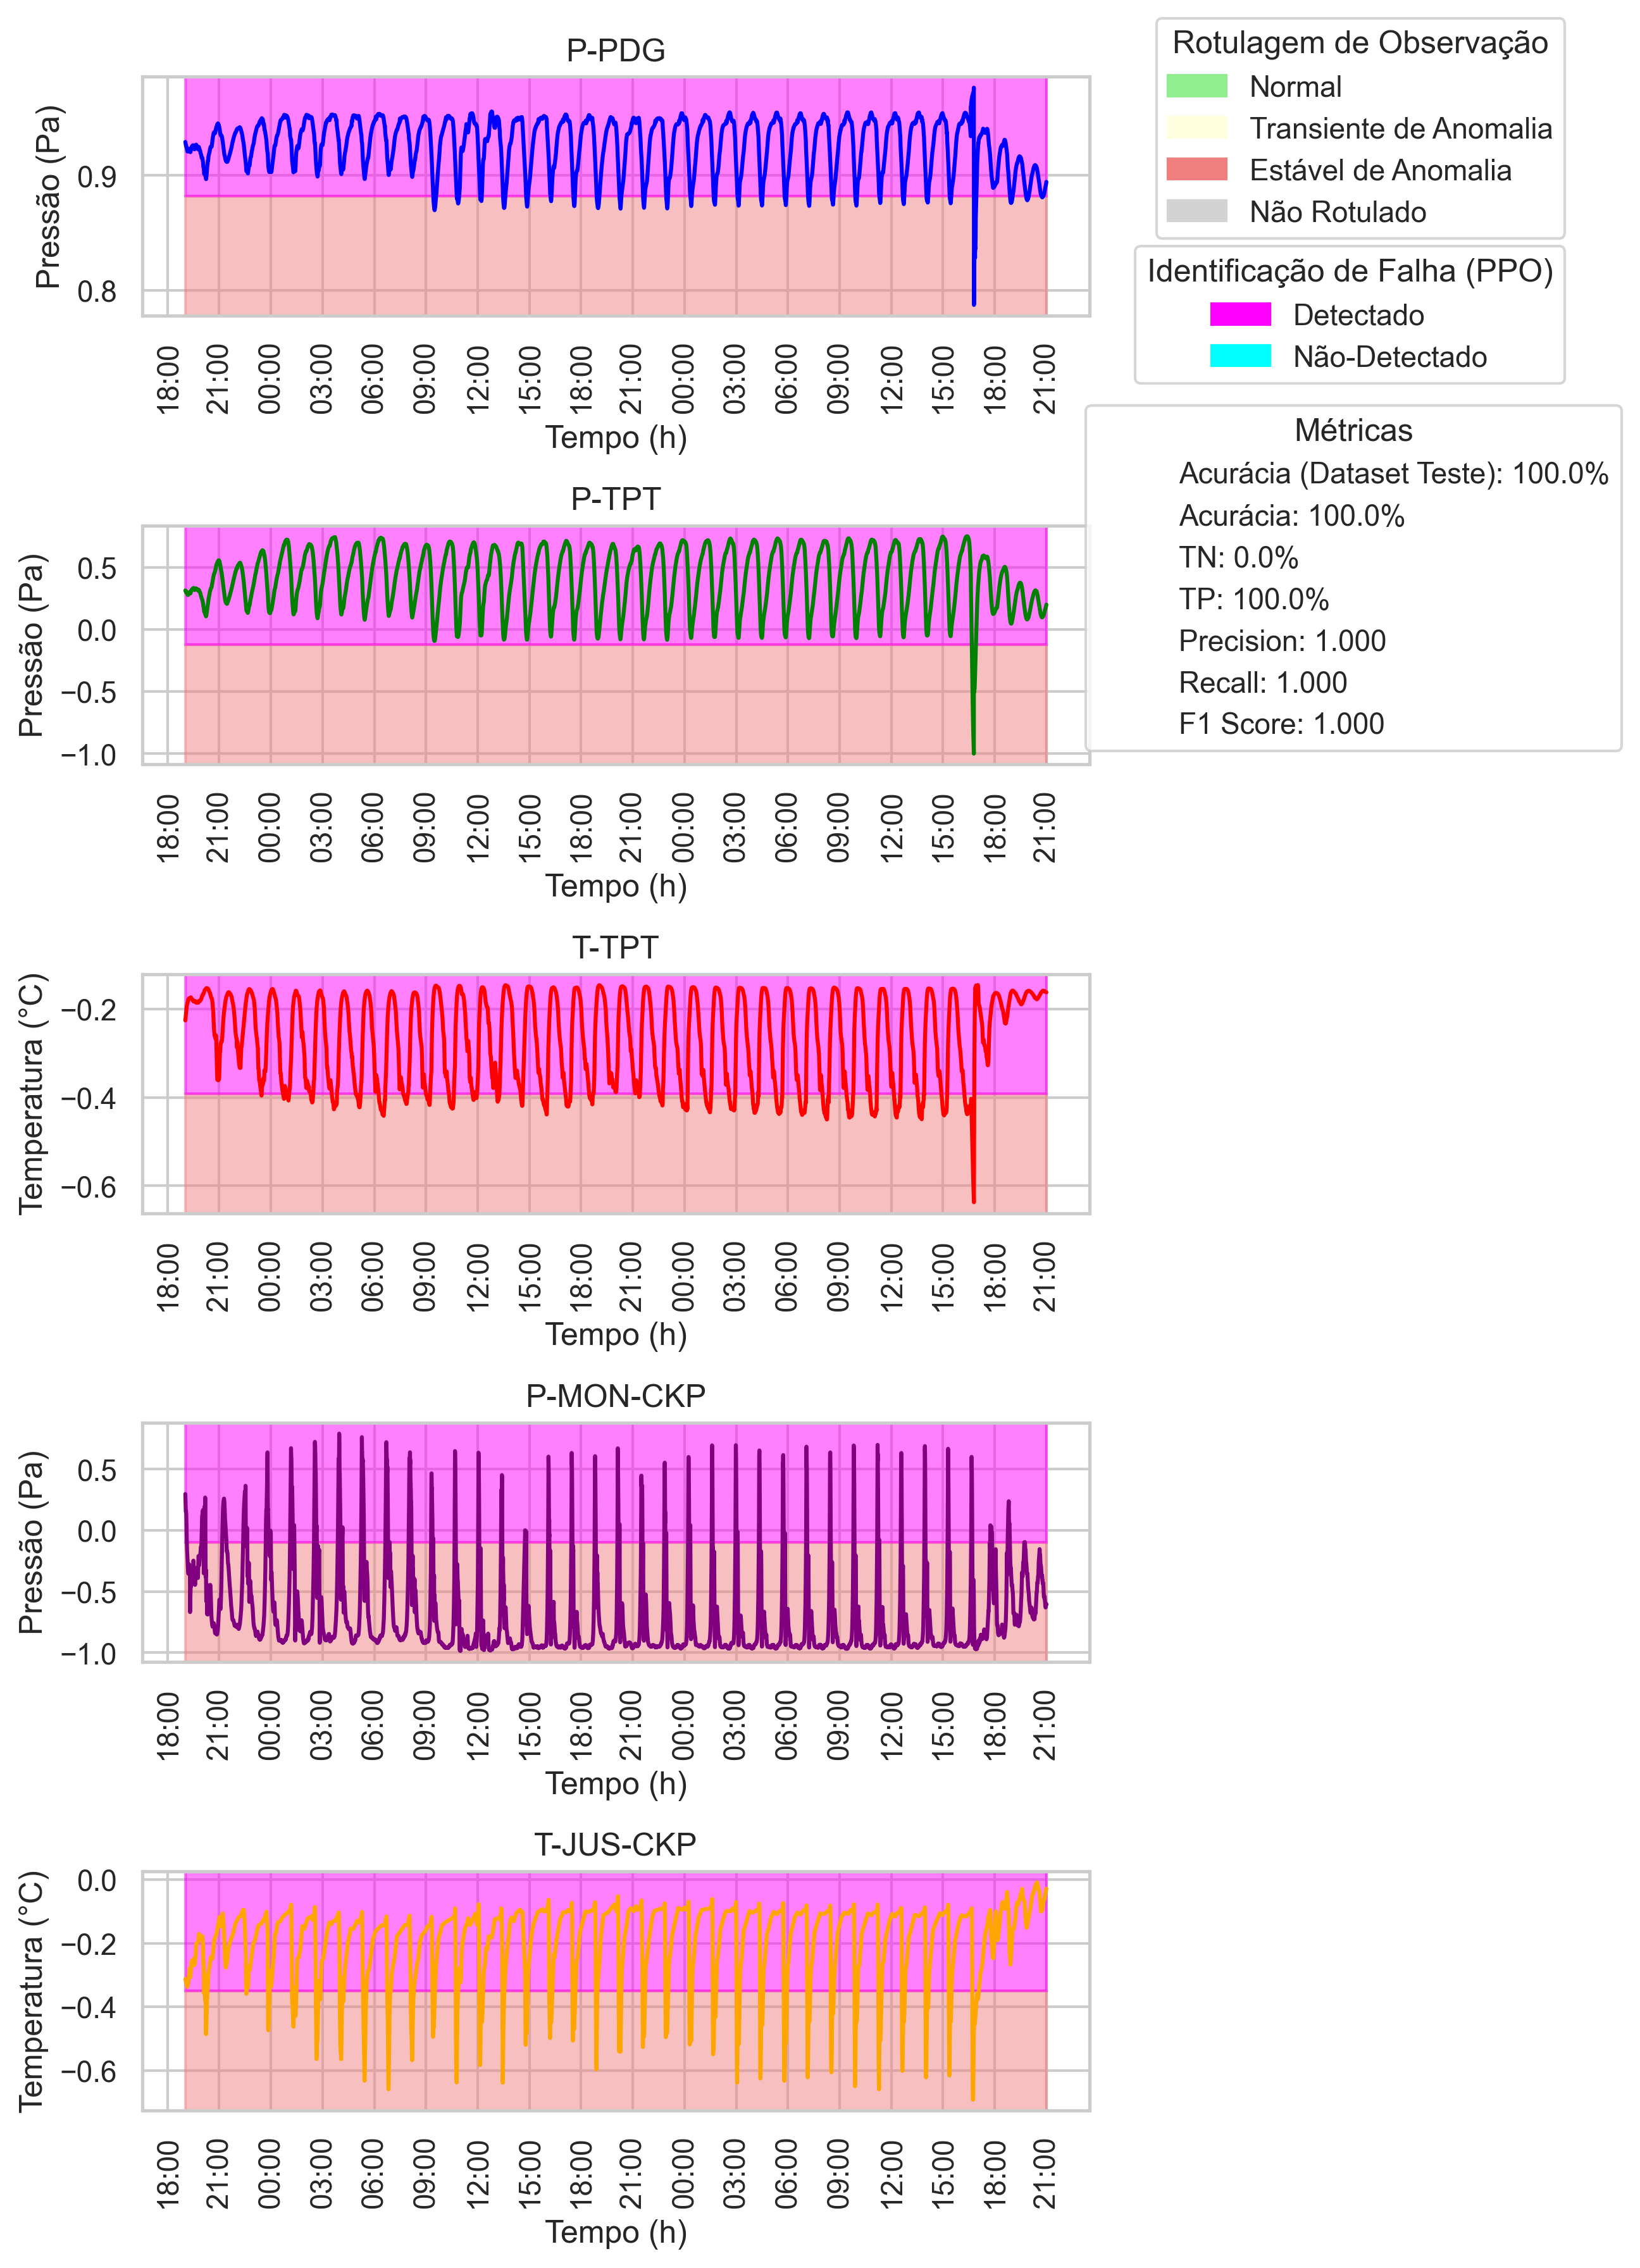 P-PDG
Pressão (Pa)
0.9
0.8
18:00 21:00 00:00 03:00 06:00 09:00 12:00 15:00 18:00 21:00 00:00 03:00 06:00 09:00 12:00 15:00 18:00 21:00
Tempo (h)
Rotulagem de Observação
Normal
Transiente de Anomalia
Estável de Anomalia
Não Rotulado
Identificação de Falha (PPO)
Detectado
Não-Detectado
Métricas
Acurácia (Dataset Teste): 100.0%
Acurácia: 100.0%
TN: 0.0%
TP: 100.0%
Precision: 1.000
Recall: 1.000
F1 Score: 1.000
P-TPT
Pressão (Pa)
0.5
0.0
−0.5
−1.0
18:00 21:00 00:00 03:00 06:00 09:00 12:00 15:00 18:00 21:00 00:00 03:00 06:00 09:00 12:00 15:00 18:00 21:00
Tempo (h)
T-TPT
Temperatura (°C)
−0.2
−0.4
−0.6
18:00 21:00 00:00 03:00 06:00 09:00 12:00 15:00 18:00 21:00 00:00 03:00 06:00 09:00 12:00 15:00 18:00 21:00
Tempo (h)
P-MON-CKP
Pressão (Pa)
0.5
0.0
−0.5
−1.0
18:00 21:00 00:00 03:00 06:00 09:00 12:00 15:00 18:00 21:00 00:00 03:00 06:00 09:00 12:00 15:00 18:00 21:00
Tempo (h)
T-JUS-CKP
Temperatura (°C)
0.0
−0.2
−0.4
−0.6
18:00 21:00 00:00 03:00 06:00 09:00 12:00 15:00 18:00 21:00 00:00 03:00 06:00 09:00 12:00 15:00 18:00 21:00
Tempo (h)